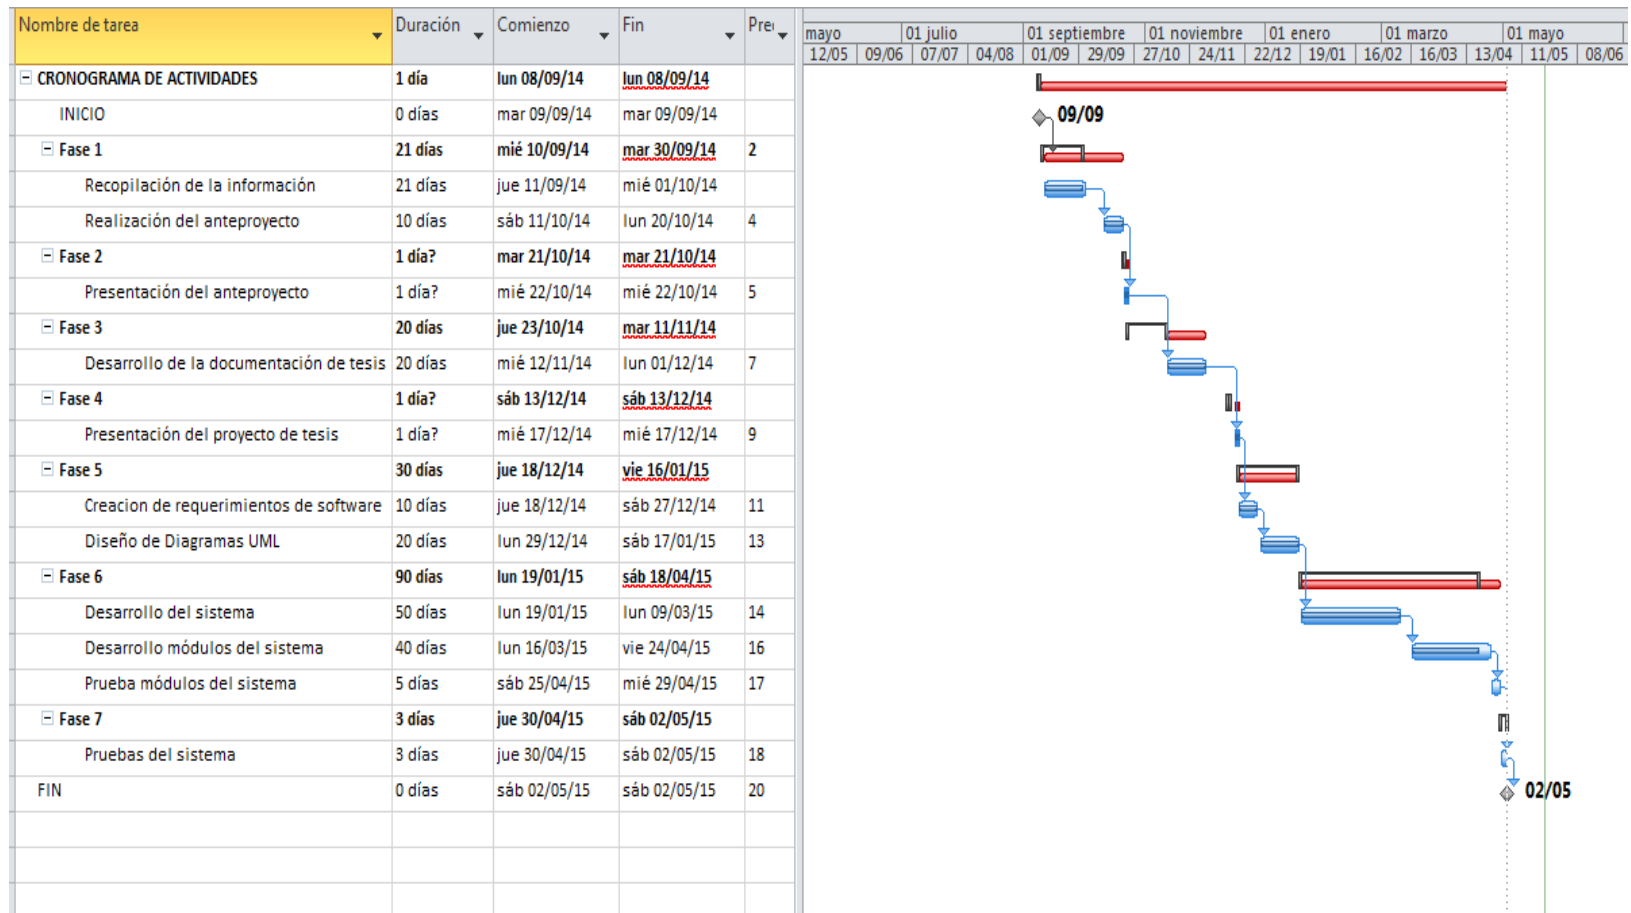 Nombre de tarea Duración Comienzo Fin Pre
mayo 01 julio 01 septiembre 01 noviembre 01 enero 01 marzo 01 mayo
12/05 09/06 07/07 04/08 01/09 29/09 27/10 24/11 22/12 19/01 16/02 16/03 13/04 11/05 08/06
CRONOGRAMA DE ACTIVIDADES 1 día lun 08/09/14 lun 08/09/14
INICIO 0 días mar 09/09/14 mar 09/09/14 09/09
Fase 1 21 días mié 10/09/14 mar 30/09/14 2
Recopilación de la información 21 días jue 11/09/14 mié 01/10/14
Realización del anteproyecto 10 días sáb 11/10/14 lun 20/10/14 4
Fase 2 1 día? mar 21/10/14 mar 21/10/14
Presentación del anteproyecto 1 día? mié 22/10/14 mié 22/10/14 5
Fase 3 20 días jue 23/10/14 mar 11/11/14
Desarrollo de la documentación de tesis 20 días mié 12/11/14 lun 01/12/14 7
Fase 4 1 día? sáb 13/12/14 sáb 13/12/14
Presentación del proyecto de tesis 1 día? mié 17/12/14 mié 17/12/14 9
Fase 5 30 días jue 18/12/14 vie 16/01/15
Creacion de requerimientos de software 10 días jue 18/12/14 sáb 27/12/14 11
Diseño de Diagramas UML 20 días lun 29/12/14 sáb 17/01/15 13
Fase 6 90 días lun 19/01/15 sáb 18/04/15
Desarrollo del sistema 50 días lun 19/01/15 lun 09/03/15 14
Desarrollo módulos del sistema 40 días lun 16/03/15 vie 24/04/15 16
Prueba módulos del sistema 5 días sáb 25/04/15 mié 29/04/15 17
Fase 7 3 días jue 30/04/15 sáb 02/05/15
Pruebas del sistema 3 días jue 30/04/15 sáb 02/05/15 18
FIN 0 días sáb 02/05/15 sáb 02/05/15 20 02/05